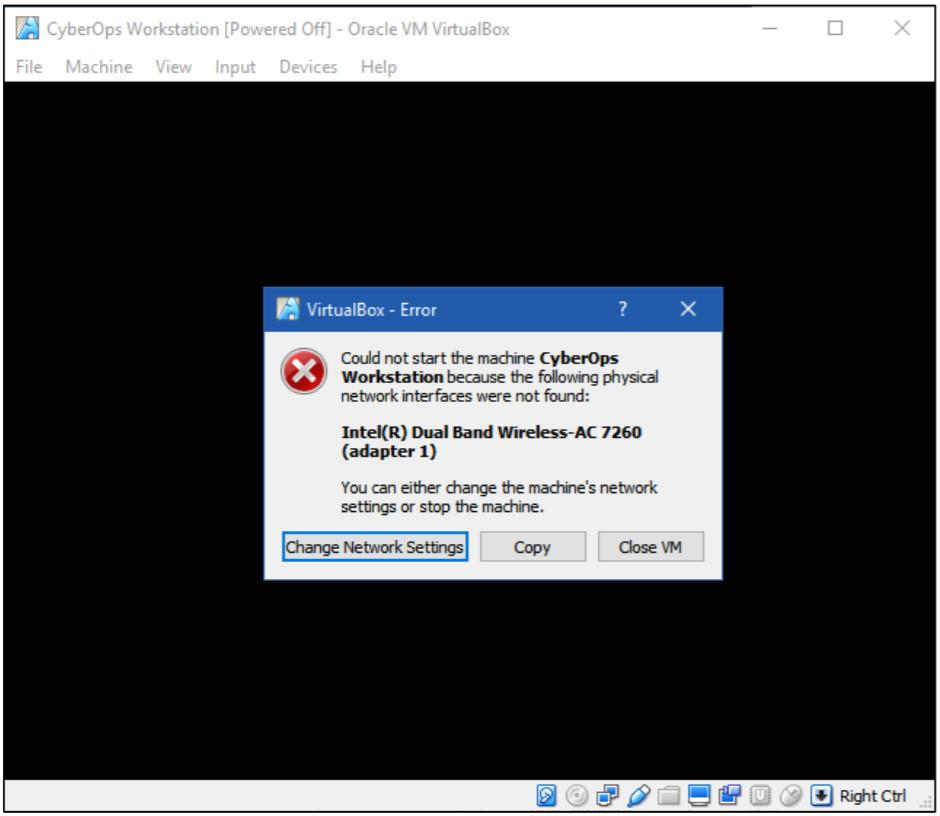 CyberOps Workstation [Powered Off] - Oracle VM VirtualBox
File Machine View Input Devices Help
VirtualBox - Error
?
Could not start the machine CyberOps
Workstation because the following physical
network interfaces were not found:
Intel(R) Dual Band Wireless-AC 7260
(adapter 1)
You can either change the machine's network
settings or stop the machine.
Change Network Settings Copy Close VM
Right Ctrl